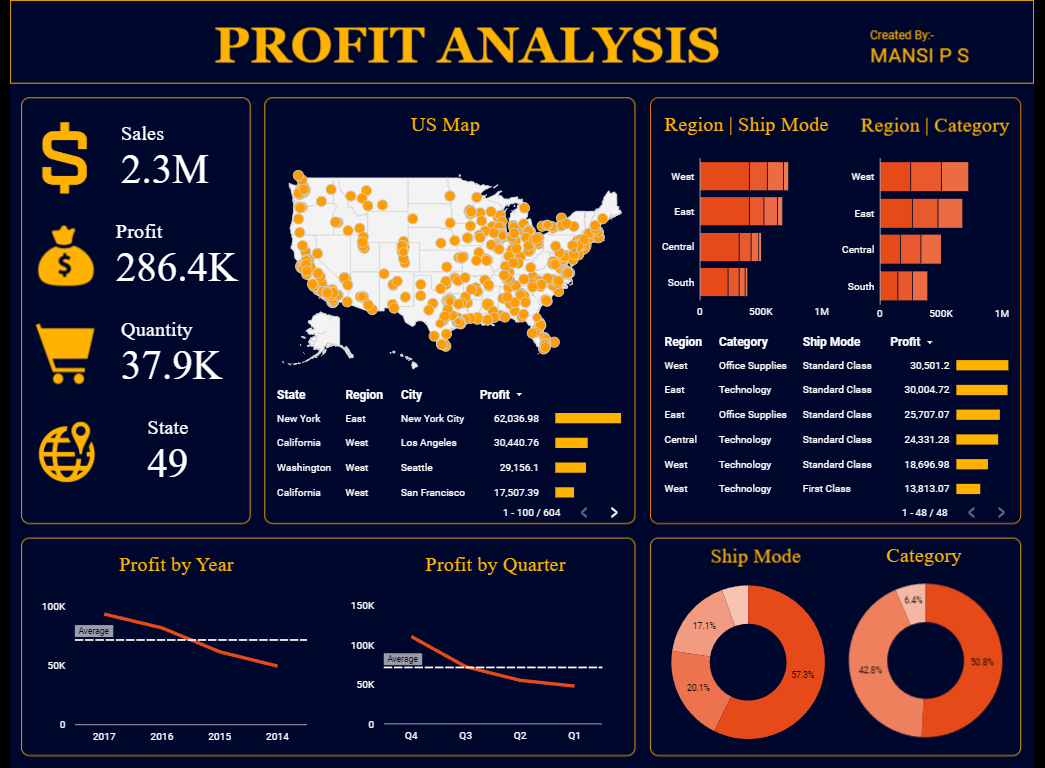 PROFIT ANALYSIS
Created By:-
MANSI P S
Sales
2.3M
Profit
286.4K
$
Quantity
37.9K
State
49
US Map
State Region City Profit
New York East New York City 62,036.98
California West Los Angeles 30,440.76
Washington West Seattle 29,156.1
California West San Francisco 17,507.39
1 - 100 / 604
Region | Ship Mode
West
East
Central
South
0 500K 1M
Region | Category
West
East
Central
South
0 500K 1M
Region Category Ship Mode Profit
West Office Supplies Standard Class 30,501.2
East Technology Standard Class 30,004.72
East Office Supplies Standard Class 25,707.07
Central Technology Standard Class 24,331.28
West Technology Standard Class 18,696.98
West Technology First Class 13,813.07
1 - 48 / 48
Profit by Year
100K
Average
50K
0
2017 2016 2015 2014
Profit by Quarter
150K
100K
Average
50K
0
Q4 Q3 Q2 Q1
Ship Mode
17.1%
20.1%
57.3%
Category
6.4%
42.8%
50.8%